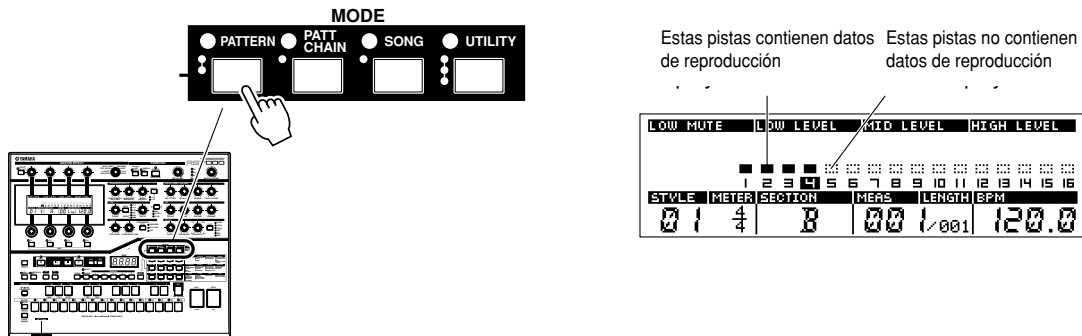 MODE
PATTERN
PATT
CHAIN
SONG
UTILITY
YAMAHA
Estas pistas contienen datos
de reproducción
Estas pistas no contienen
datos de reproducción
LOW MUTE LOW LEVEL MID LEVEL HIGH LEVEL
1 2 3 4 5 6 7 8 9 10 11 12 13 14 15 16
STYLE METER SECTION MEAS LENGTH BPM
01 4/4 B 001/001 120.0